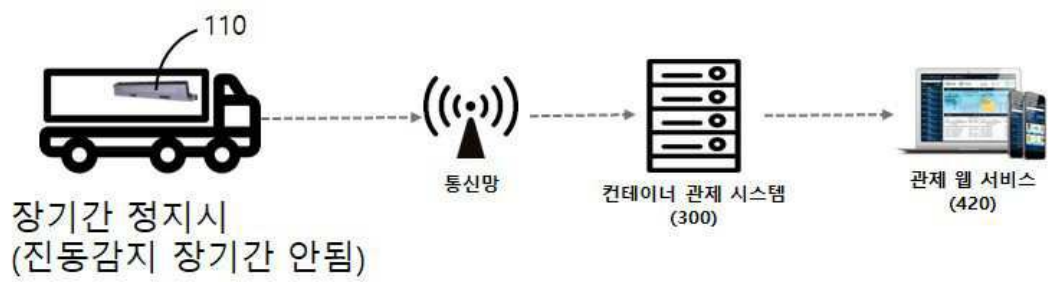 110
통신망
컨테이너 관제 시스템
(300)
관제 웹 서비스
(420)
장기간 정지시
(진동감지 장기간 안됨)